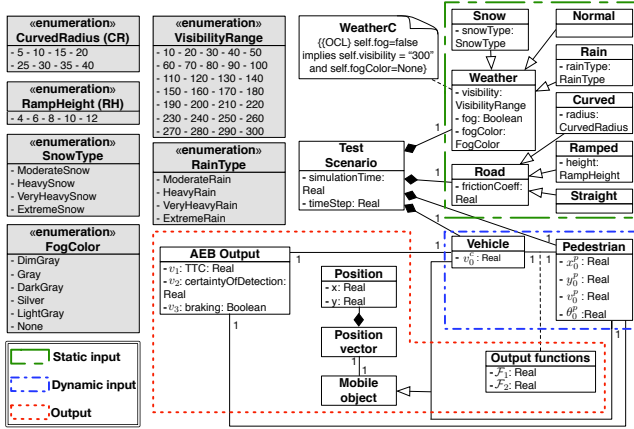 «enumeration»
CurvedRadius (CR)
- 5 - 10 - 15 - 20
- 25 - 30 - 35 - 40
«enumeration»
RampHeight (RH)
- 4 - 6 - 8 - 10 - 12
«enumeration»
SnowType
- ModerateSnow
- HeavySnow
- VeryHeavySnow
- ExtremeSnow
«enumeration»
FogColor
- DimGray
- Gray
- DarkGray
- Silver
- LightGray
- None
Static input
Dynamic input
Output
«enumeration»
VisibilityRange
- 10 - 20 - 30 - 40 - 50
- 60 - 70 - 80 - 90 - 100
- 110 - 120 - 130 - 140
- 150 - 160 - 170 - 180
- 190 - 200 - 210 - 220
- 230 - 240 - 250 - 260
- 270 - 280 - 290 - 300
«enumeration»
RainType
- ModerateRain
- HeavyRain
- VeryHeavyRain
- ExtremeRain
WeatherC
{{OCL} self.fog=false
implies self.visibility = “300”
and self.fogColor=None}
Test
Scenario
- simulationTime:
Real
- timeStep: Real
1
1
1
1
Snow
- snowType:
SnowType
Normal
Rain
- rainType:
RainType
Weather
- visibility:
VisibilityRange
- fog: Boolean
- fogColor:
FogColor
Curved
- radius:
CurvedRadius
Road
- frictionCoeff:
Real
Ramped
- height:
RampHeight
Straight
AEB Output
- v₁: TTC: Real
- v₂: certaintyOfDetection:
Real
- v₃: braking: Boolean
1
1
Vehicle
- v₀ᶜ : Real
1
1
1
Pedestrian
- x₀ᵖ : Real
- y₀ᵖ : Real
- v₀ᵖ : Real
- θ₀ᵖ : Real
1
1
Position
- x: Real
- y: Real
Position
vector
1
1
Mobile
object
Output functions
- F₁: Real
- F₂: Real